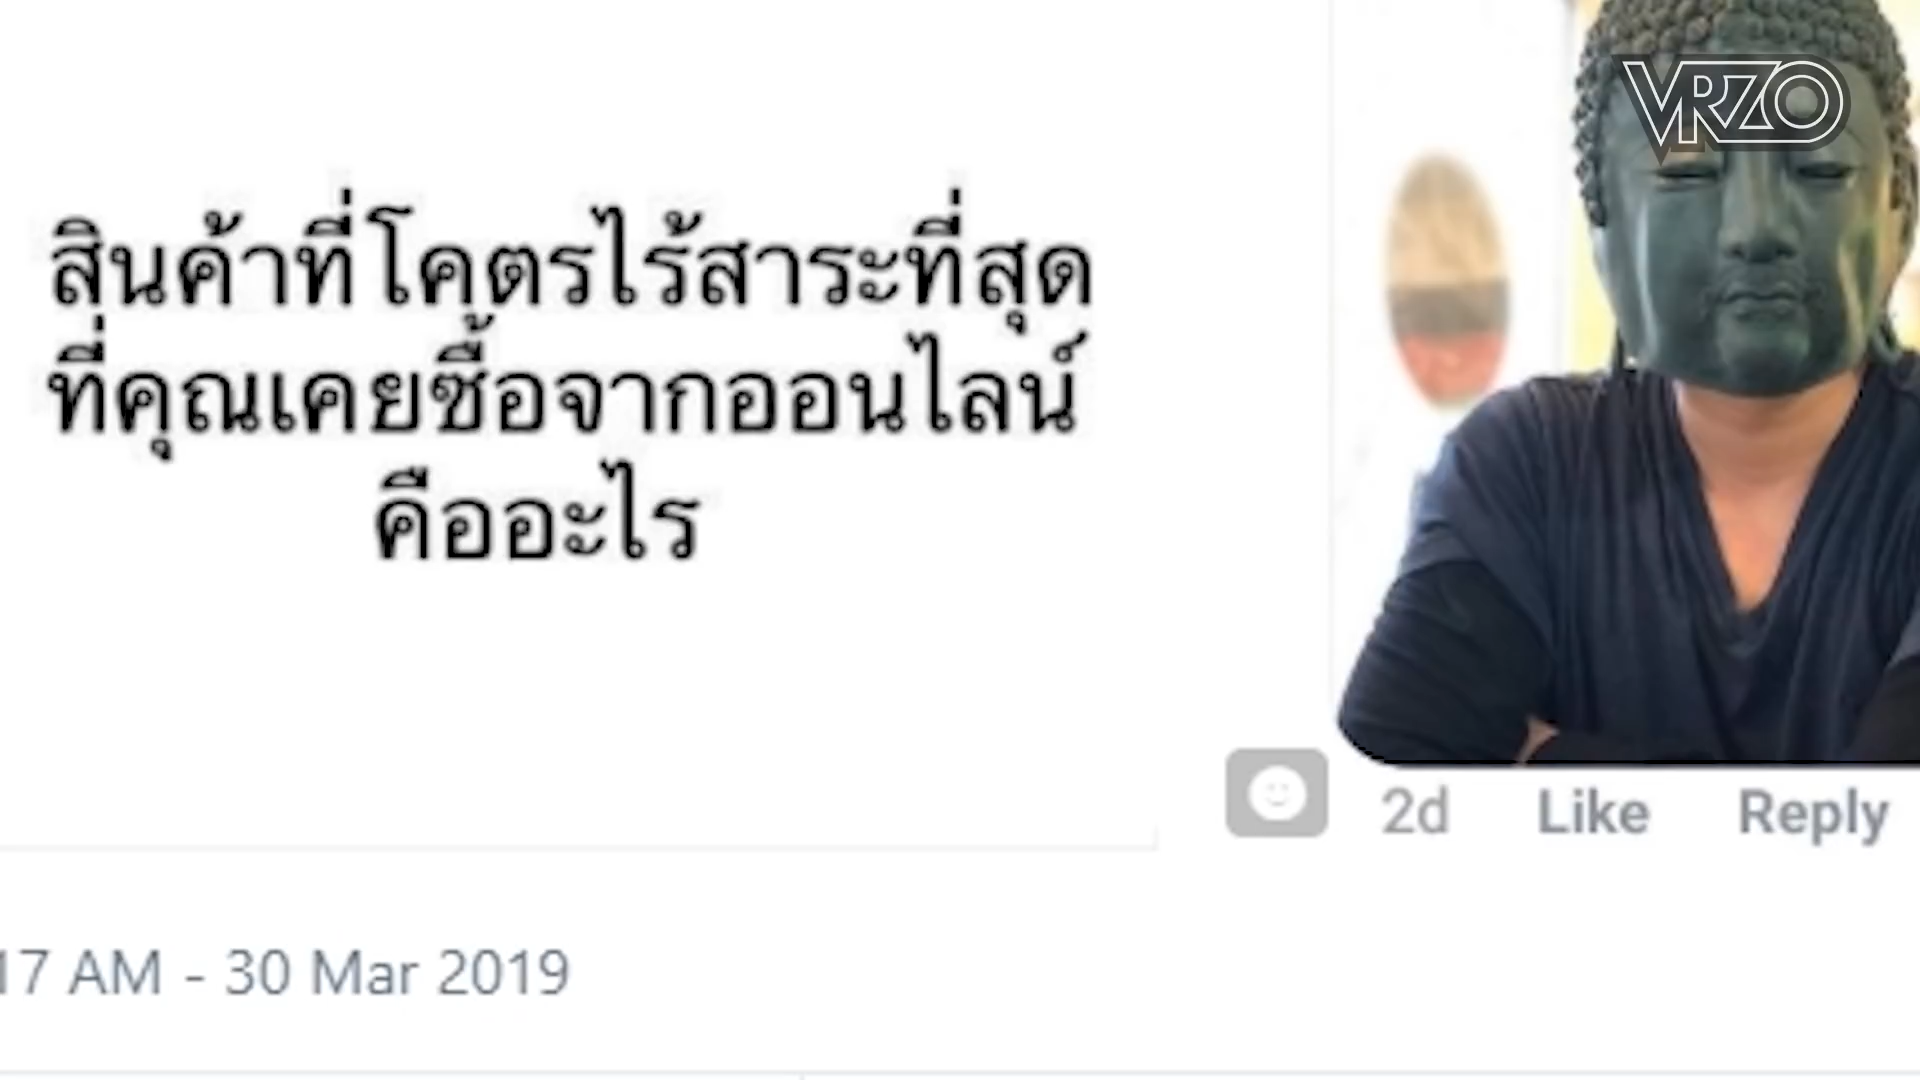 VRZO
สินค้าที่โคตรไร้สาระที่สุด
ที่คุณเคยซื้อจากออนไลน์
คืออะไร
2d Like Reply
17 AM - 30 Mar 2019